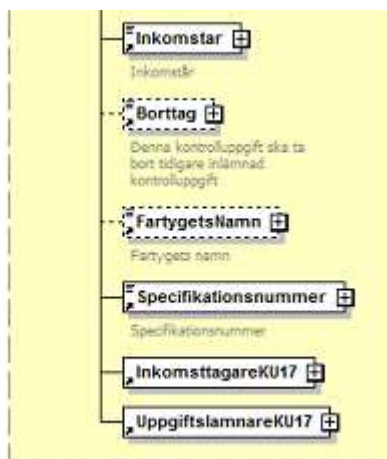 Inkomstar
Inkomstår
Borttag
Denna kontrolluppgift ska ta
bort tidigare inlämnad
kontrolluppgift
FartygetsNamn
Fartygets namn
Specifikationsnummer
Specifikationsnummer
InkomsttagareKU17
UppgiftslamnareKU17